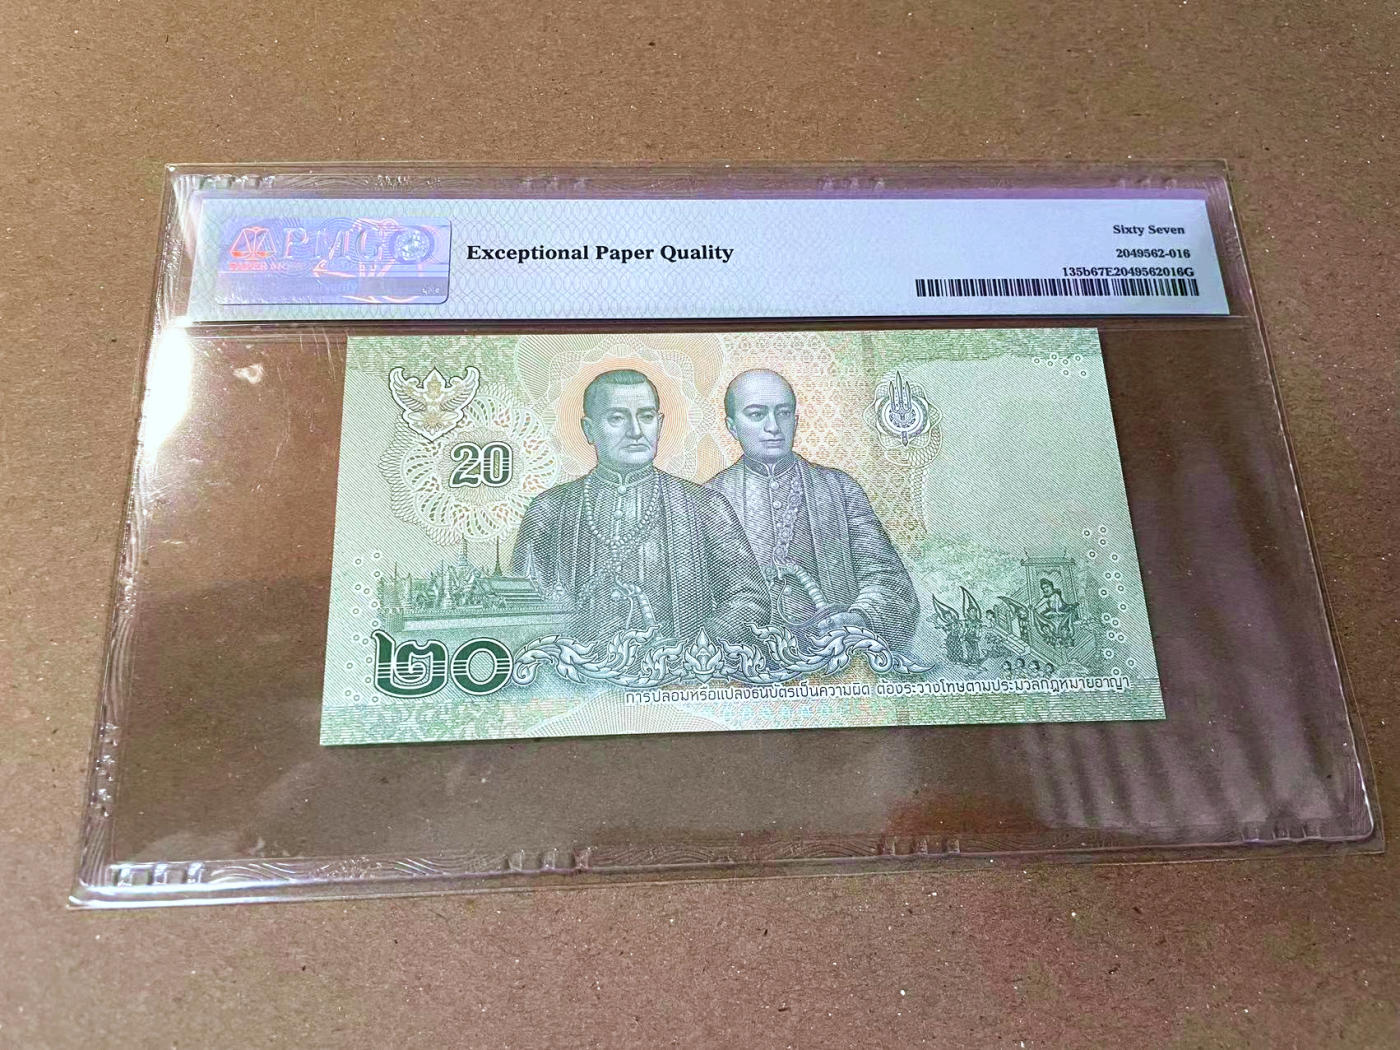 PMG
Exceptional Paper Quality
Sixty Seven
2049562-016
135b67E2049562016G
20
๒๐
การปลอมหรือแปลงธนบัตรเป็นความผิด ต้องระวางโทษตามประมวลกฎหมายอาญา